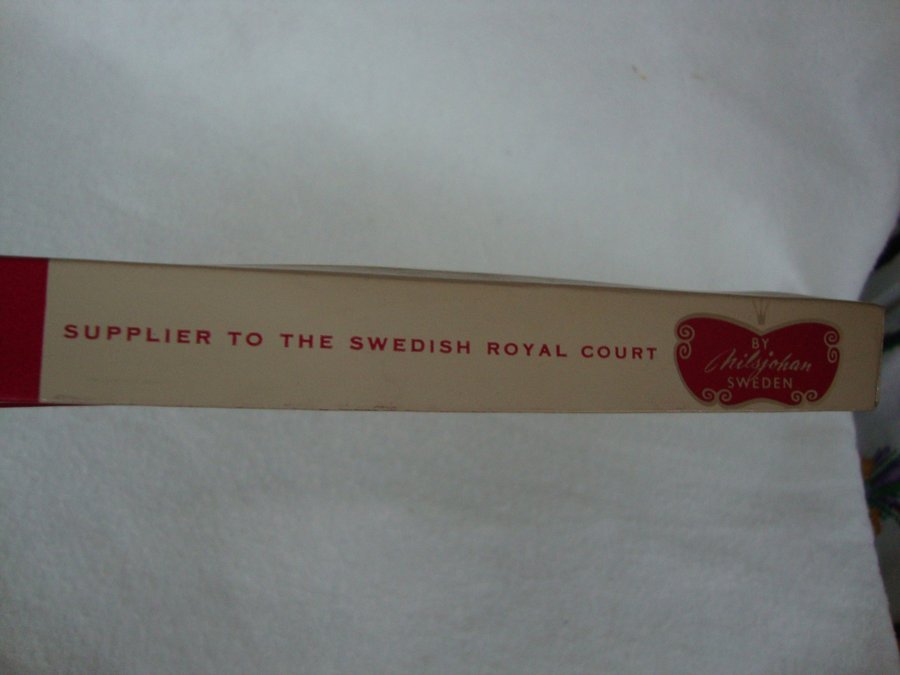 SUPPLIER TO THE SWEDISH ROYAL COURT
BY
Nilsjohan
SWEDEN